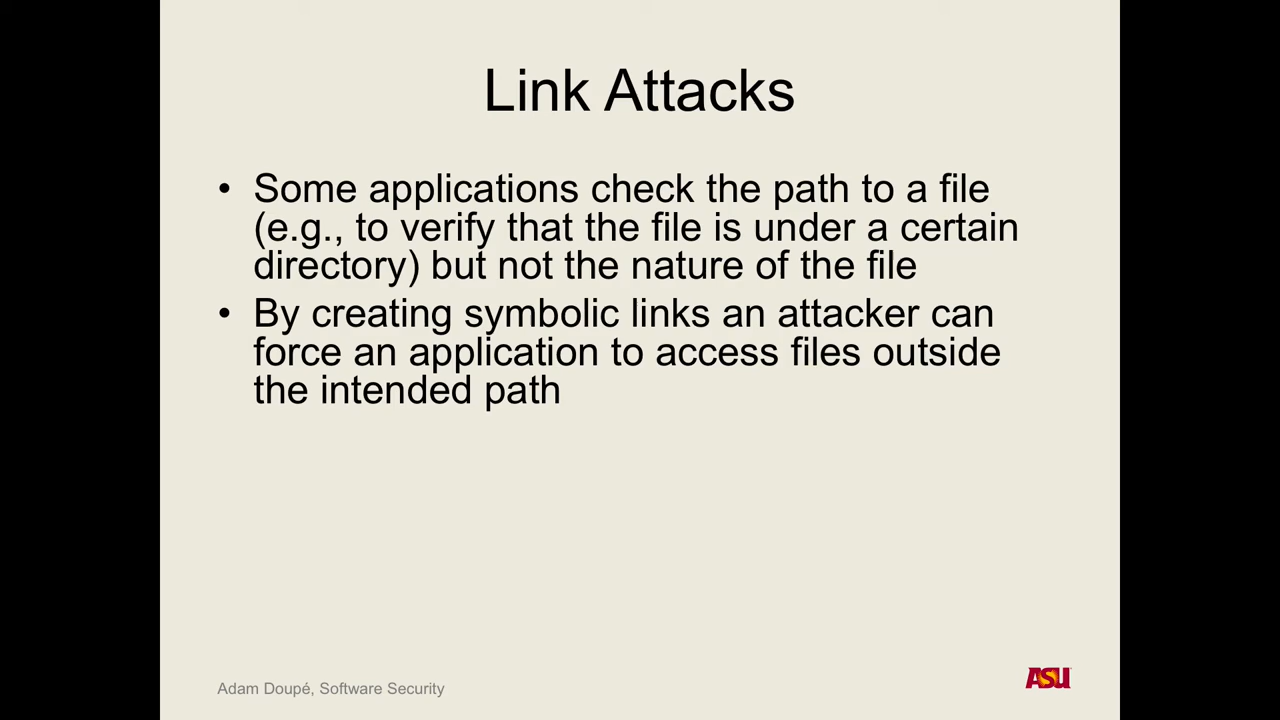 Link Attacks
• Some applications check the path to a file
(e.g., to verify that the file is under a certain
directory) but not the nature of the file
• By creating symbolic links an attacker can
force an application to access files outside
the intended path
Adam Doupé, Software Security
ASU